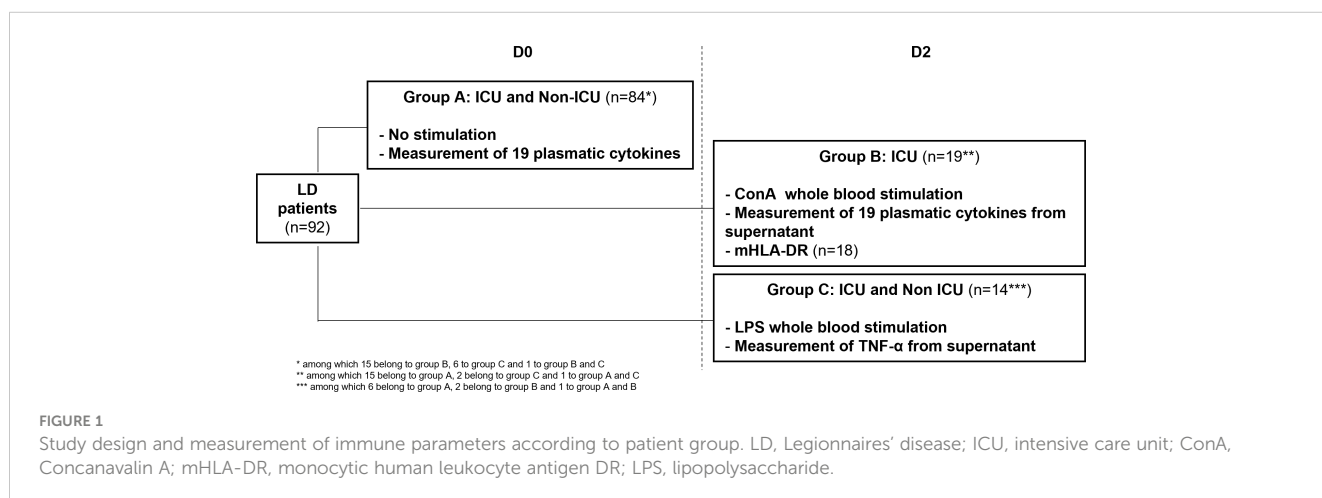 D0
D2
Group A: ICU and Non-ICU (n=84*)
- No stimulation
- Measurement of 19 plasmatic cytokines
LD
patients
(n=92)
Group B: ICU (n=19**)
- ConA whole blood stimulation
- Measurement of 19 plasmatic cytokines from
supernatant
- mHLA-DR (n=18)
Group C: ICU and Non ICU (n=14***)
- LPS whole blood stimulation
- Measurement of TNF-α from supernatant
* among which 15 belong to group B, 6 to group C and 1 to group B and C
** among which 15 belong to group A, 2 belong to group C and 1 to group A and C
*** among which 6 belong to group A, 2 belong to group B and 1 to group A and B
FIGURE 1
Study design and measurement of immune parameters according to patient group. LD, Legionnaires’ disease; ICU, intensive care unit; ConA,
Concanavalin A; mHLA-DR, monocytic human leukocyte antigen DR; LPS, lipopolysaccharide.